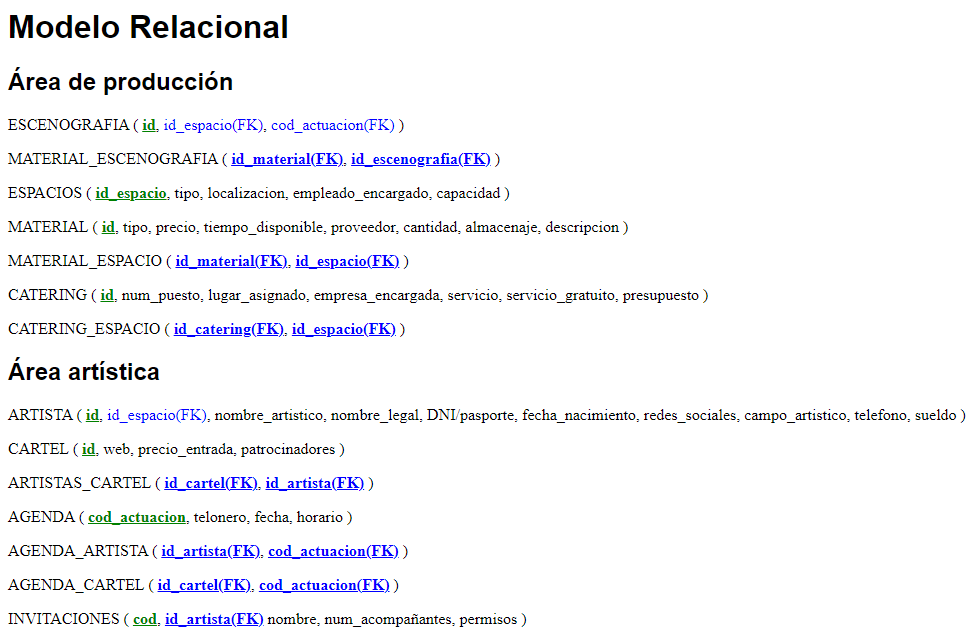 Modelo Relacional
Área de producción
ESCENOGRAFIA ( id, id_espacio(FK), cod_actuacion(FK) )
MATERIAL_ESCENOGRAFIA ( id_material(FK), id_escenografia(FK) )
ESPACIOS ( id_espacio, tipo, localizacion, empleado_encargado, capacidad )
MATERIAL ( id, tipo, precio, tiempo_disponible, proveedor, cantidad, almacenaje, descripcion )
MATERIAL_ESPACIO ( id_material(FK), id_espacio(FK) )
CATERING ( id, num_puesto, lugar_asignado, empresa_encargada, servicio, servicio_gratuito, presupuesto )
CATERING_ESPACIO ( id_catering(FK), id_espacio(FK) )
Área artística
ARTISTA ( id, id_espacio(FK), nombre_artistico, nombre_legal, DNI/pasporte, fecha_nacimiento, redes_sociales, campo_artistico, telefono, sueldo )
CARTEL ( id, web, precio_entrada, patrocinadores )
ARTISTAS_CARTEL ( id_cartel(FK), id_artista(FK) )
AGENDA ( cod_actuacion, telonero, fecha, horario )
AGENDA_ARTISTA ( id_artista(FK), cod_actuacion(FK) )
AGENDA_CARTEL ( id_cartel(FK), cod_actuacion(FK) )
INVITACIONES ( cod, id_artista(FK) nombre, num_acompañantes, permisos )